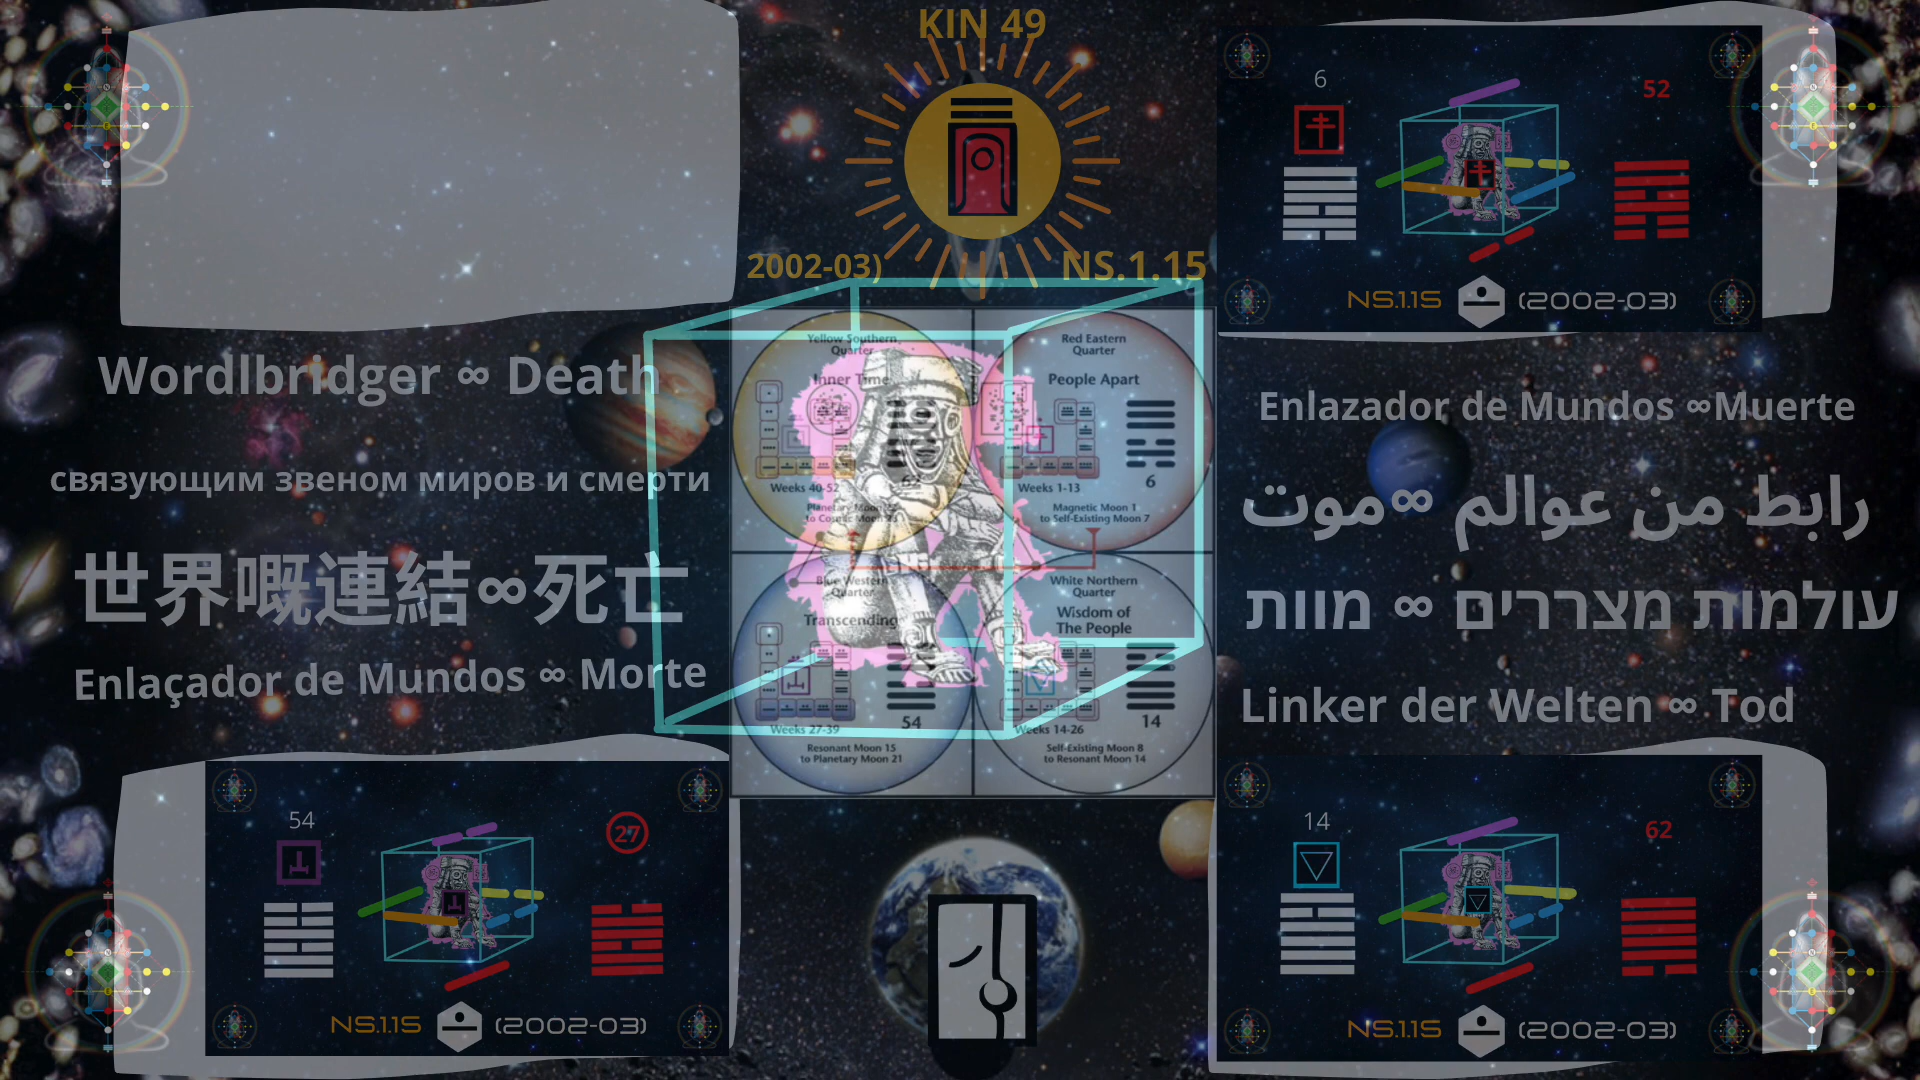 KIN 49
2002-03)
NS.1.15
6
52
NS.1.15 (2002-03)
Wordlbridger ∞ Death
связующим звеном миров и смерти
世界嘅連結∞死亡
Enlaçador de Mundos ∞ Morte
Yellow Southern
Quarter
Inner Time
Weeks 40-52
Red Eastern
Quarter
People Apart
6
Weeks 1-13
Magnetic Moon 1
to Self-Existing Moon 7
Blue Western
Quarter
Transcending
54
Weeks 27-39
Resonant Moon 15
to Planetary Moon 21
White Northern
Quarter
Wisdom of
The People
14
Weeks 14-26
Self-Existing Moon 8
to Resonant Moon 14
Enlazador de Mundos ∞Muerte
رابط من عوالم ∞موت
עולמות מצררים ∞ מוות
Linker der Welten ∞ Tod
54
27
NS.1.15 (2002-03)
14
62
NS.1.15 (2002-03)